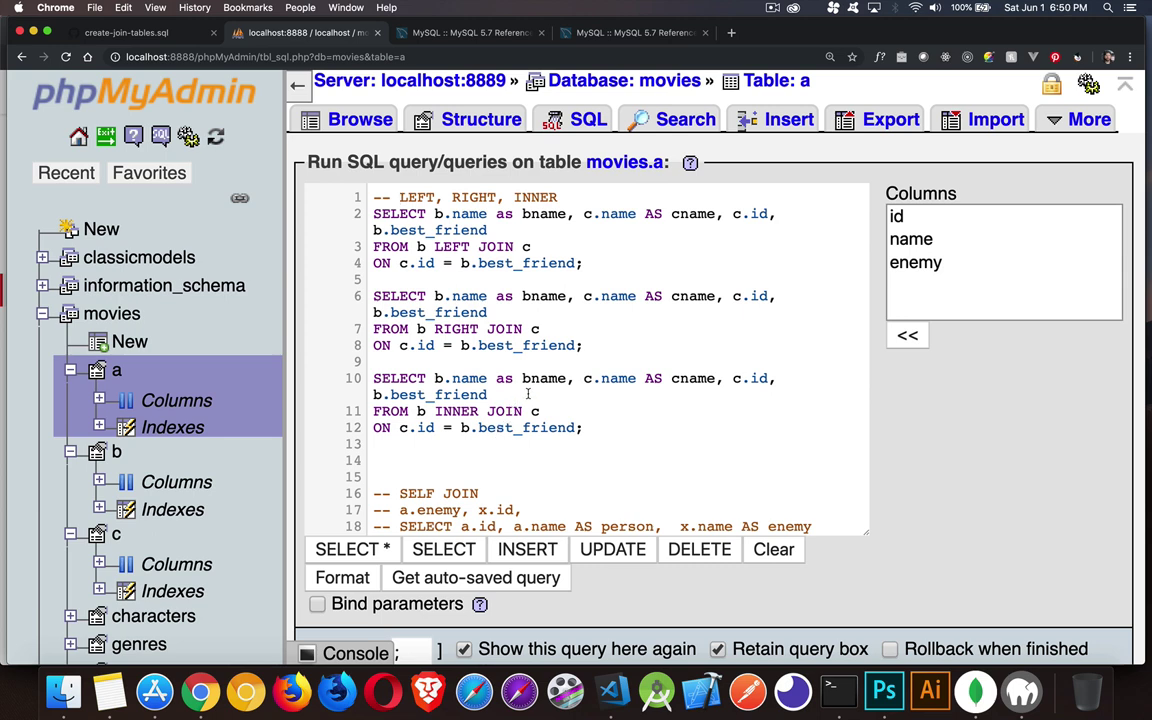 Chrome File Edit View History Bookmarks People Window Help 100% Sat Jun 1 6:50 PM
create-join-tables.sql × localhost:8888 / localhost / mo × MySQL :: MySQL 5.7 Referenc × MySQL :: MySQL 5.7 Referenc × +
localhost:8888/phpMyAdmin/tbl_sql.php?db=movies&table=a
phpMyAdmin
Recent Favorites
New
classicmodels
information_schema
movies
New
a
Columns
Indexes
b
Columns
Indexes
c
Columns
Indexes
characters
genres
Server: localhost:8889 » Database: movies » Table: a
Browse Structure SQL Search Insert Export Import More
Run SQL query/queries on table movies.a:
1 -- LEFT, RIGHT, INNER
2 SELECT b.name as bname, c.name AS cname, c.id,
b.best_friend
3 FROM b LEFT JOIN c
4 ON c.id = b.best_friend;
5
6 SELECT b.name as bname, c.name AS cname, c.id,
b.best_friend
7 FROM b RIGHT JOIN c
8 ON c.id = b.best_friend;
9
10 SELECT b.name as bname, c.name AS cname, c.id,
b.best_friend
11 FROM b INNER JOIN c
12 ON c.id = b.best_friend;
13
14
15
16 -- SELF JOIN
17 -- a.enemy, x.id,
18 -- SELECT a.id, a.name AS person, x.name AS enemy
Columns
id
name
enemy
<<
SELECT * SELECT INSERT UPDATE DELETE Clear
Format Get auto-saved query
Bind parameters
Console ; ] Show this query here again Retain query box Rollback when finished
Ps Ai